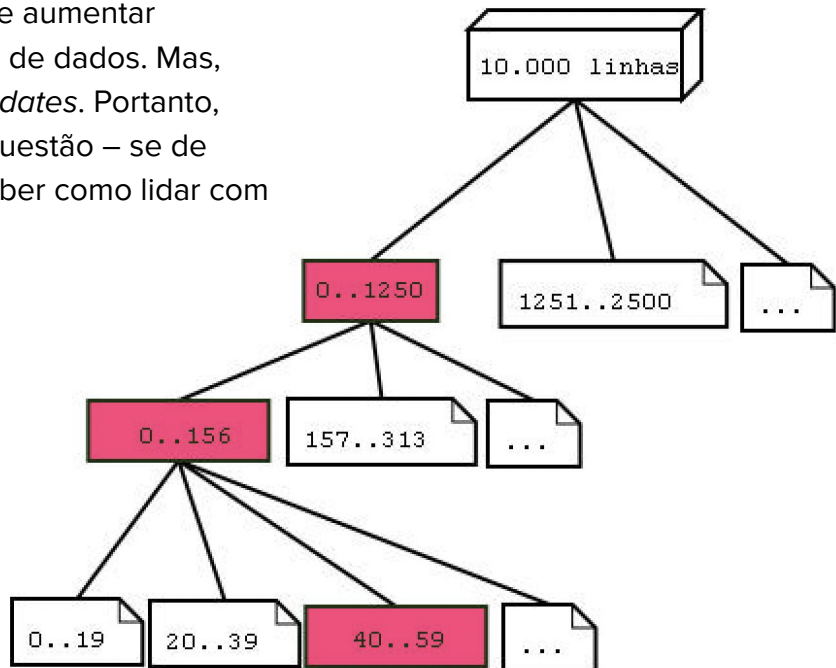 e aumentar
de dados. Mas,
dates. Portanto,
uestão – se de
ber como lidar com
10.000 linhas
0..1250
1251..2500
...
0..156
157..313
...
0..19
20..39
40..59
...